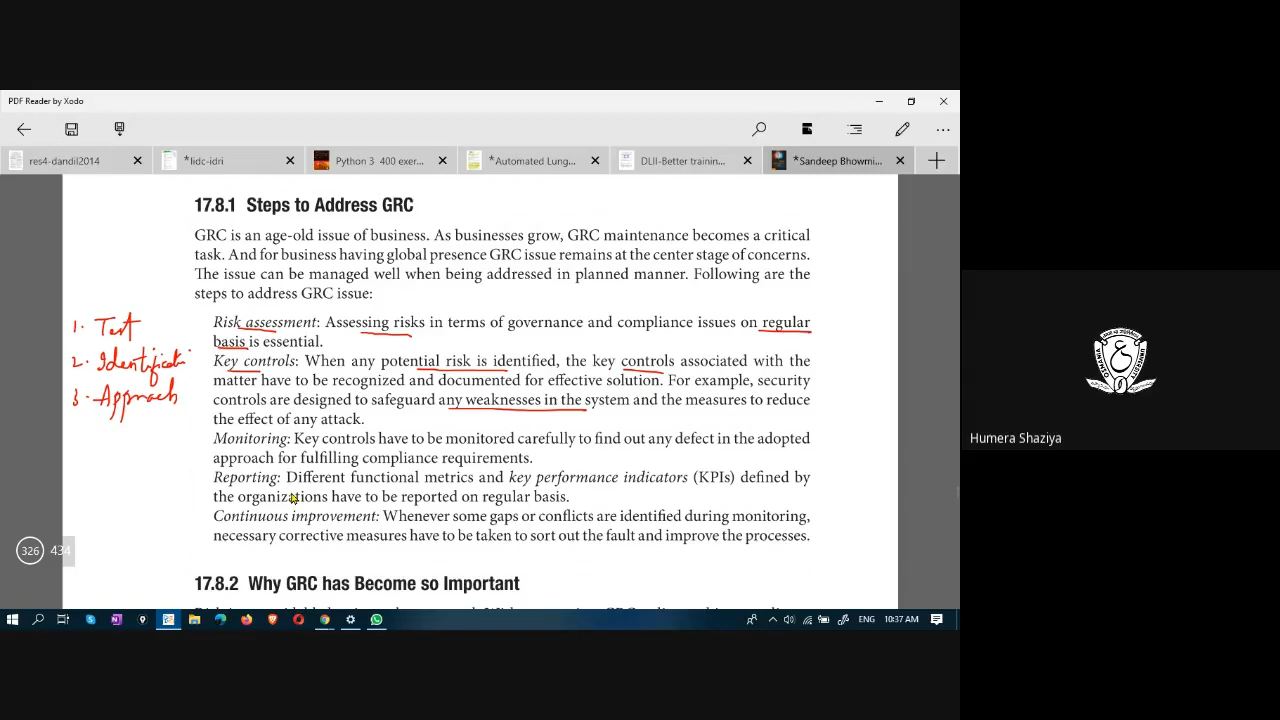 PDF Reader by Xodo
res4-dandil2014
*lidc-idri
Python 3 400 exer...
*Automated Lung...
DLII-Better trainin...
*Sandeep Bhowmi...
17.8.1 Steps to Address GRC
GRC is an age-old issue of business. As businesses grow, GRC maintenance becomes a critical
task. And for business having global presence GRC issue remains at the center stage of concerns.
The issue can be managed well when being addressed in planned manner. Following are the
steps to address GRC issue:
Risk assessment: Assessing risks in terms of governance and compliance issues on regular
basis is essential.
Key controls: When any potential risk is identified, the key controls associated with the
matter have to be recognized and documented for effective solution. For example, security
controls are designed to safeguard any weaknesses in the system and the measures to reduce
the effect of any attack.
Monitoring: Key controls have to be monitored carefully to find out any defect in the adopted
approach for fulfilling compliance requirements.
Reporting: Different functional metrics and key performance indicators (KPIs) defined by
the organizations have to be reported on regular basis.
Continuous improvement: Whenever some gaps or conflicts are identified during monitoring,
necessary corrective measures have to be taken to sort out the fault and improve the processes.
17.8.2 Why GRC has Become so Important
1. Test
2. Identificati
3. Approach
326 434
ENG 10:37 AM
Humera Shaziya